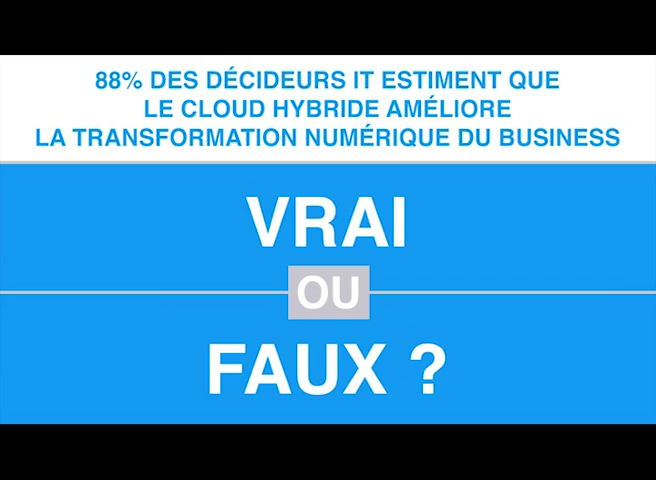 88% DES DÉCIDEURS IT ESTIMENT QUE
LE CLOUD HYBRIDE AMÉLIORE
LA TRANSFORMATION NUMÉRIQUE DU BUSINESS
VRAI
OU
FAUX ?